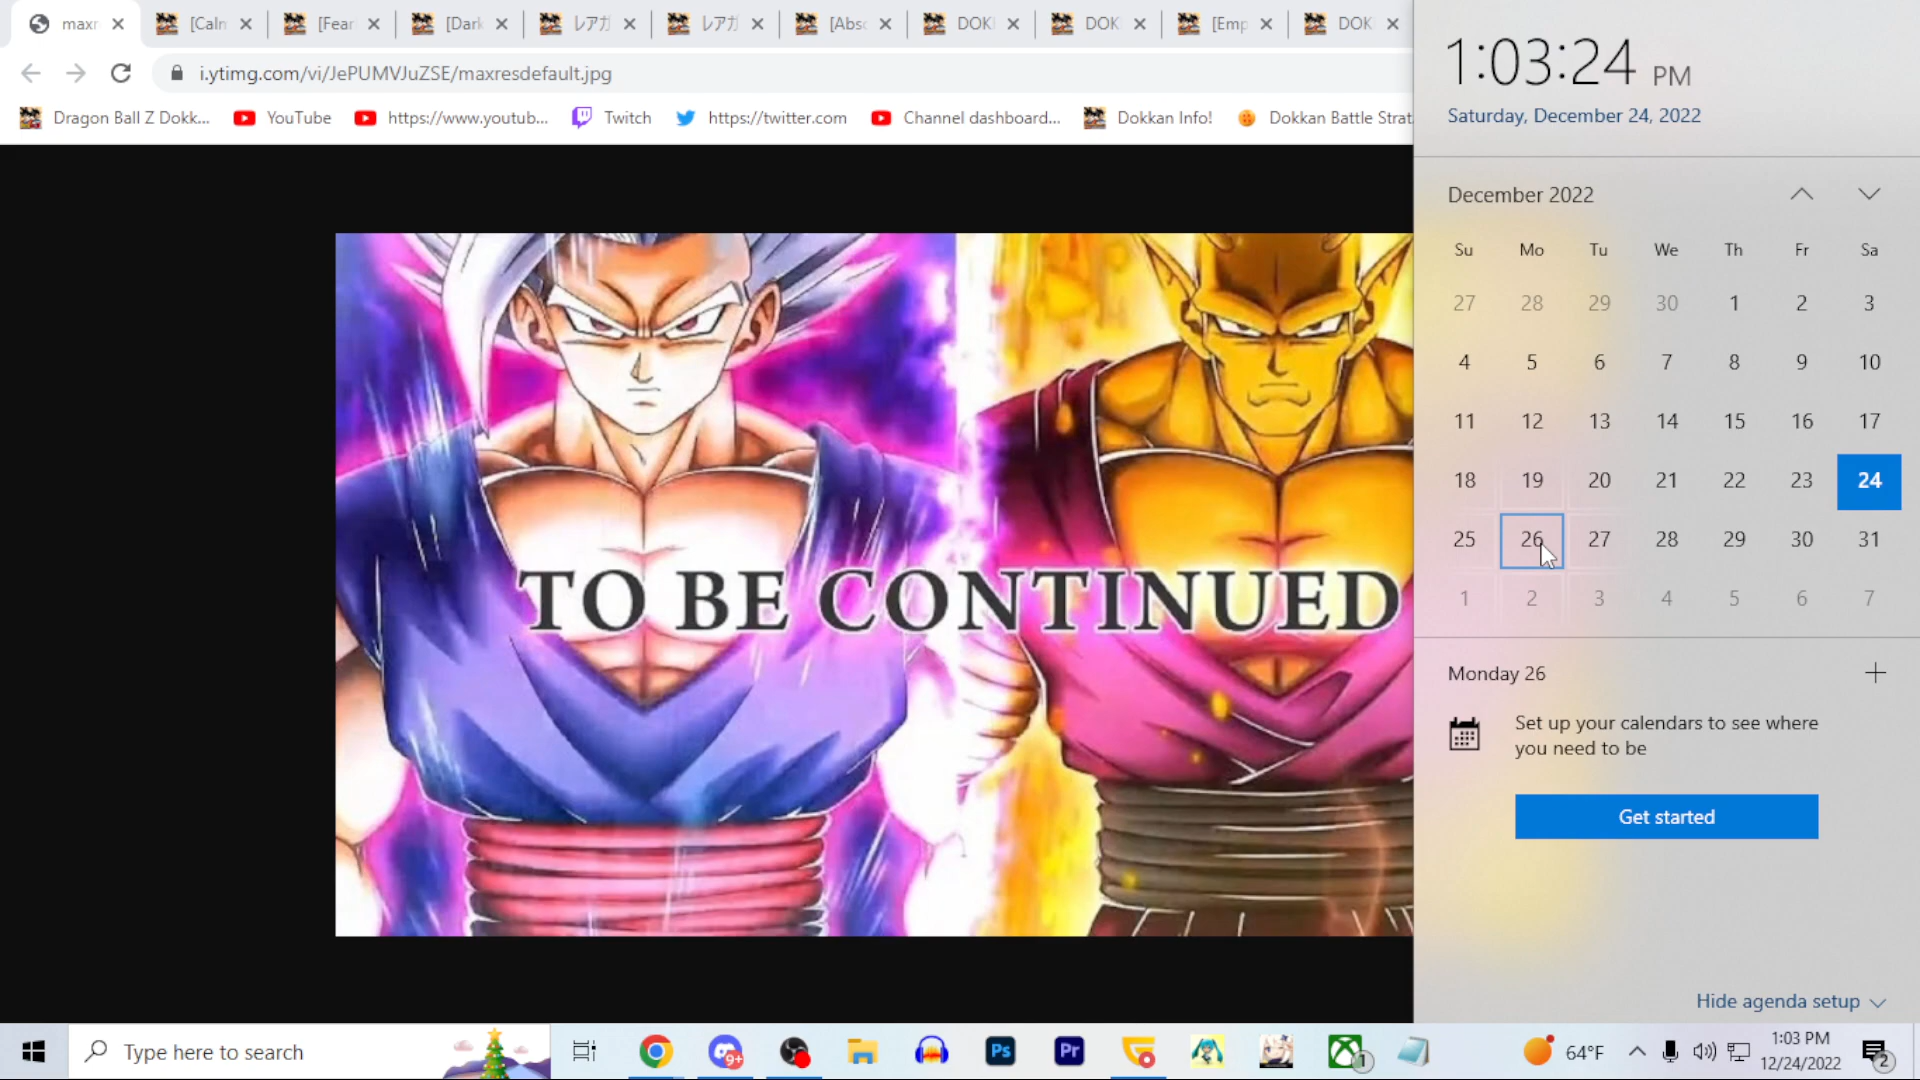 maxr
[Caln
[Fear
[Dark
レアガ
レアガ
[Abso
DOK
DOK
[Emp
DOK
i.ytimg.com/vi/JePUMVJuZSE/maxresdefault.jpg
Dragon Ball Z Dokk...
YouTube
https://www.youtub...
Twitch
https://twitter.com
Channel dashboard...
Dokkan Info!
Dokkan Battle Strat
1:03:24 PM
Saturday, December 24, 2022
December 2022
Su Mo Tu We Th Fr Sa
27 28 29 30 1 2 3
4 5 6 7 8 9 10
11 12 13 14 15 16 17
18 19 20 21 22 23 24
25 26 27 28 29 30 31
1 2 3 4 5 6 7
TO BE CONTINUED
Monday 26
Set up your calendars to see where
you need to be
Get started
Hide agenda setup
Type here to search
9+
Ps
Pr
1
64°F
1:03 PM
12/24/2022
2